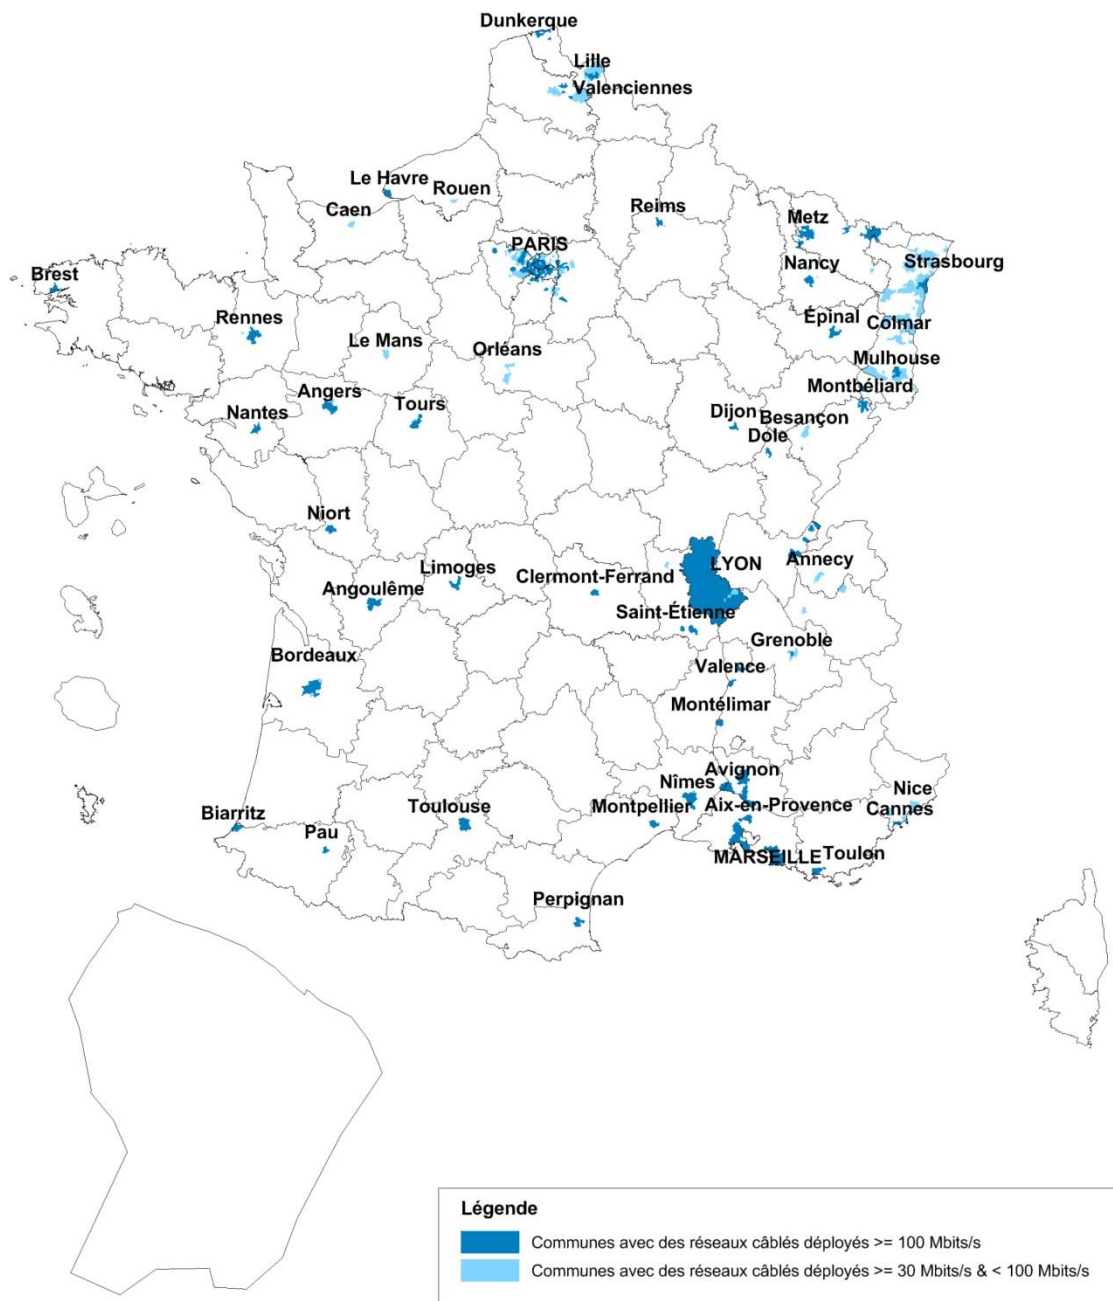 Dunkerque
Lille
Valenciennes
Le Havre
Rouen
Caen
Reims
Metz
PARIS
Nancy
Strasbourg
Brest
Rennes
Le Mans
Orléans
Épinal
Colmar
Mulhouse
Montbéliard
Angers
Nantes
Tours
Dijon
Besançon
Dole
Niort
LYON
Annecy
Limoges
Clermont-Ferrand
Angoulême
Saint-Étienne
Grenoble
Bordeaux
Valence
Montélimar
Avignon
Nîmes
Nice
Biarritz
Toulouse
Montpellier
Aix-en-Provence
Cannes
Pau
MARSEILLE
Toulon
Perpignan
Légende
Communes avec des réseaux câblés déployés >= 100 Mbits/s
Communes avec des réseaux câblés déployés >= 30 Mbits/s & < 100 Mbits/s